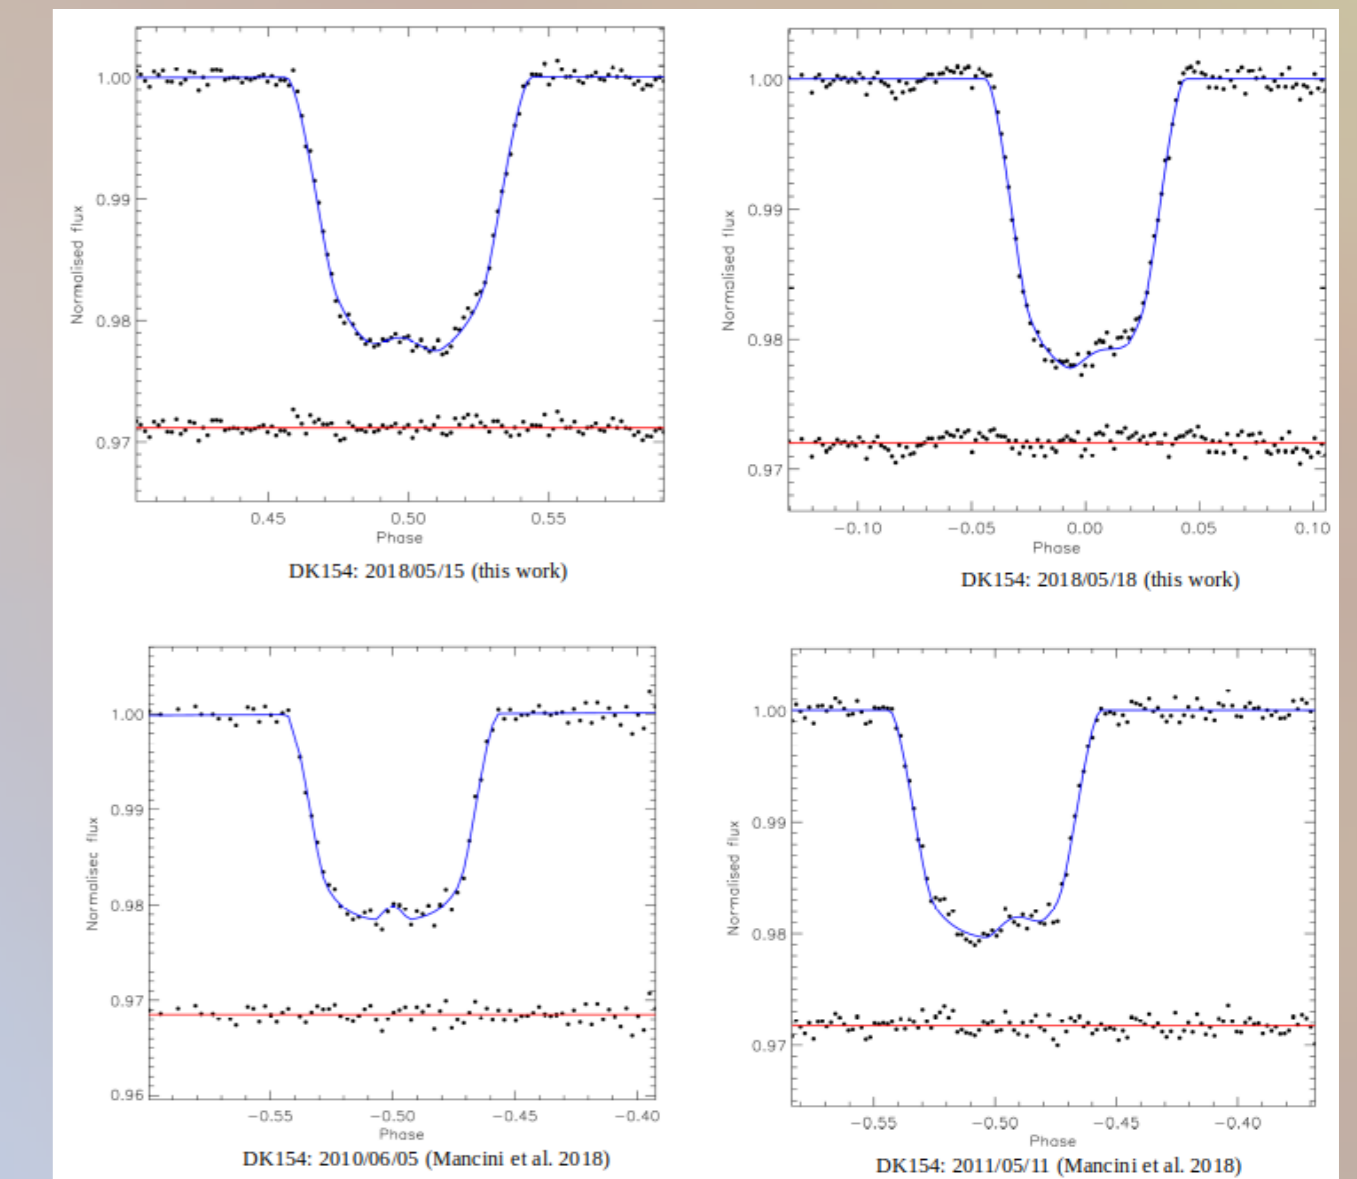 1.00
0.99
0.98
0.97
Normalised flux
0.45 0.50 0.55
Phase
DK154: 2018/05/15 (this work)
1.00
0.99
0.98
0.97
Normalised flux
−0.10 −0.05 0.00 0.05 0.10
Phase
DK154: 2018/05/18 (this work)
1.00
0.99
0.98
0.97
0.96
Normalisec flux
−0.55 −0.50 −0.45 −0.40
Phase
DK154: 2010/06/05 (Mancini et al. 2018)
1.00
0.99
0.98
0.97
Normalised flux
−0.55 −0.50 −0.45 −0.40
Phase
DK154: 2011/05/11 (Mancini et al. 2018)